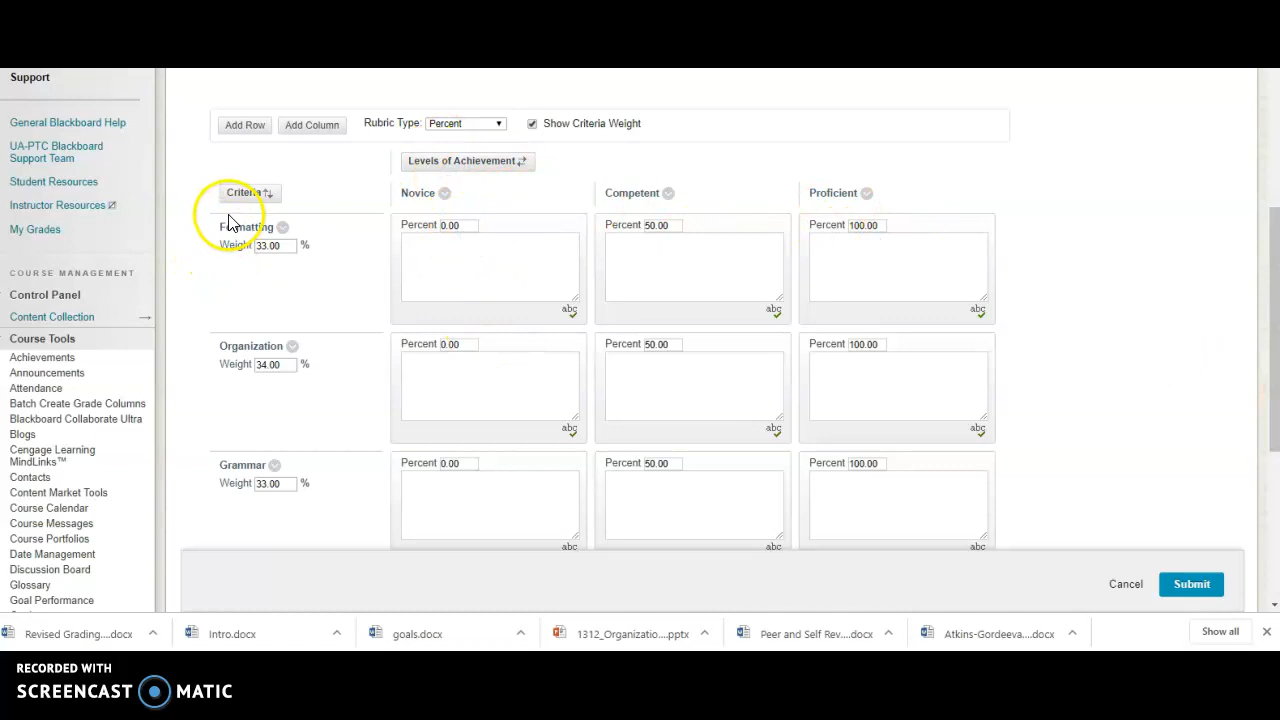 Support
General Blackboard Help
UA-PTC Blackboard
Support Team
Student Resources
Instructor Resources
My Grades
COURSE MANAGEMENT
Control Panel
Content Collection
Course Tools
Achievements
Announcements
Attendance
Batch Create Grade Columns
Blackboard Collaborate Ultra
Blogs
Cengage Learning
MindLinks™
Contacts
Content Market Tools
Course Calendar
Course Messages
Course Portfolios
Date Management
Discussion Board
Glossary
Goal Performance
Add Row Add Column Rubric Type: Percent Show Criteria Weight
Levels of Achievement
Criteria Novice Competent Proficient
Formatting Percent 0.00 Percent 50.00 Percent 100.00
Weight 33.00 %
abc abc abc
Organization Percent 0.00 Percent 50.00 Percent 100.00
Weight 34.00 %
abc abc abc
Grammar Percent 0.00 Percent 50.00 Percent 100.00
Weight 33.00 %
abc abc abc
Cancel Submit
Revised Grading....docx Intro.docx goals.docx 1312_Organizatio....pptx Peer and Self Rev....docx Atkins-Gordeeva....docx Show all
RECORDED WITH
SCREENCAST MATIC